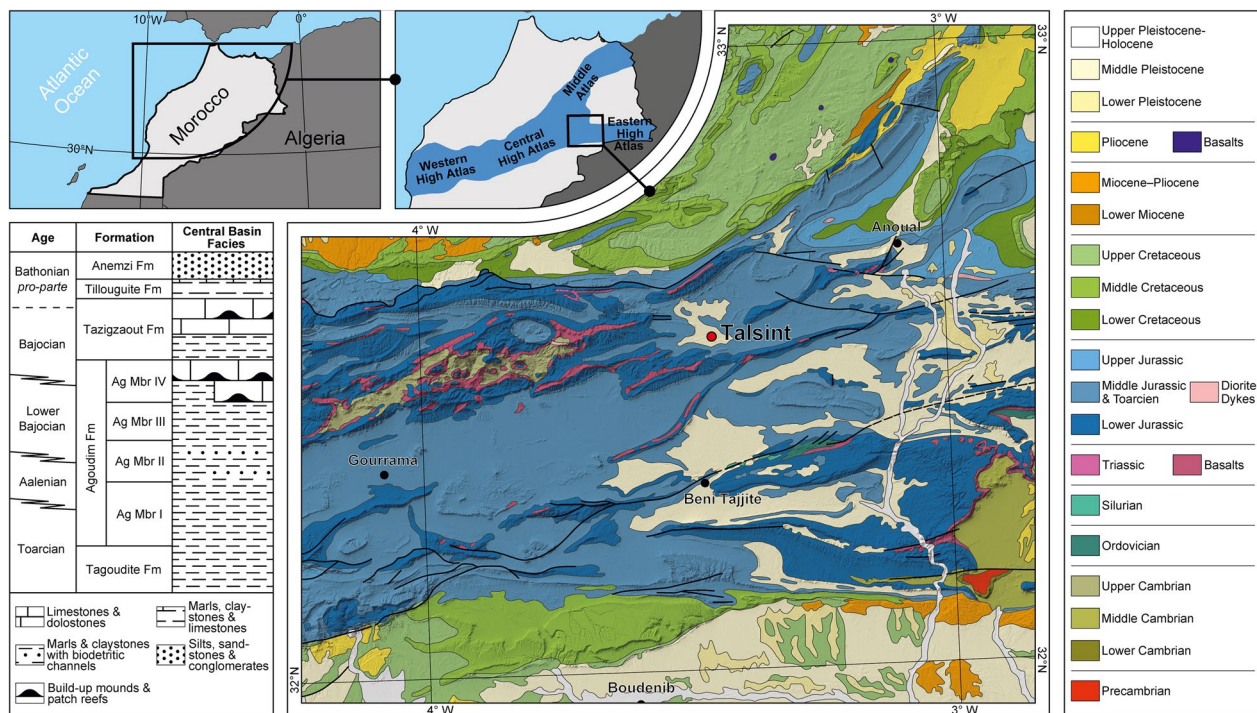 10°W
0°
Atlantic
Ocean
Morocco
Algeria
30°N
Middle
Atlas
Eastern
High
Atlas
Central
High Atlas
Western
High Atlas
3° W
33° N
33° N
4° W
Anoual
Talsint
Gourrama
Beni Tajjite
Boudenib
32° N
32° N
4° W
3° W
Age
Formation
Central Basin
Facies
Bathonian
pro-parte
Anemzi Fm
Tillouguite Fm
Bajocian
Tazigzaout Fm
Lower
Bajocian
Aalenian
Toarcian
Agoudim Fm
Ag Mbr IV
Ag Mbr III
Ag Mbr II
Ag Mbr I
Tagoudite Fm
Limestones &
dolostones
Marls, clay-
stones &
limestones
Marls & claystones
with biodetritic
channels
Silts, sand-
stones &
conglomerates
Build-up mounds &
patch reefs
Upper Pleistocene-
Holocene
Middle Pleistocene
Lower Pleistocene
Pliocene
Basalts
Miocene–Pliocene
Lower Miocene
Upper Cretaceous
Middle Cretaceous
Lower Cretaceous
Upper Jurassic
Middle Jurassic
& Toarcien
Diorite
Dykes
Lower Jurassic
Triassic
Basalts
Silurian
Ordovician
Upper Cambrian
Middle Cambrian
Lower Cambrian
Precambrian